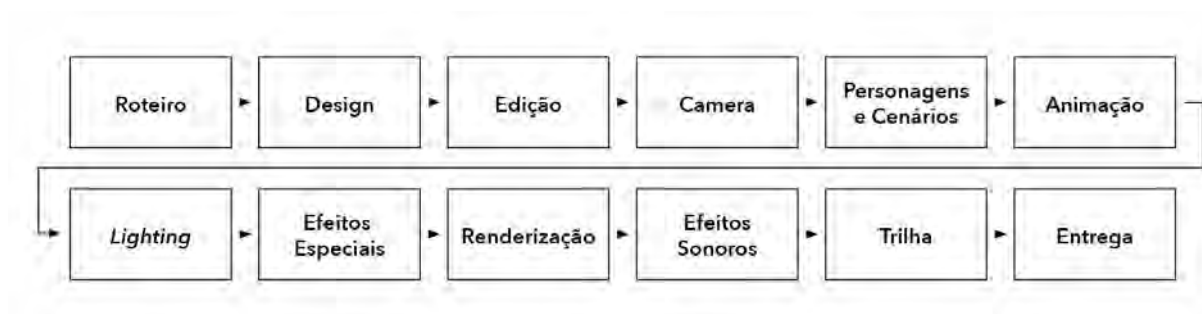 Roteiro
Design
Edição
Camera
Personagens
e Cenários
Animação
Lighting
Efeitos
Especiais
Renderização
Efeitos
Sonoros
Trilha
Entrega